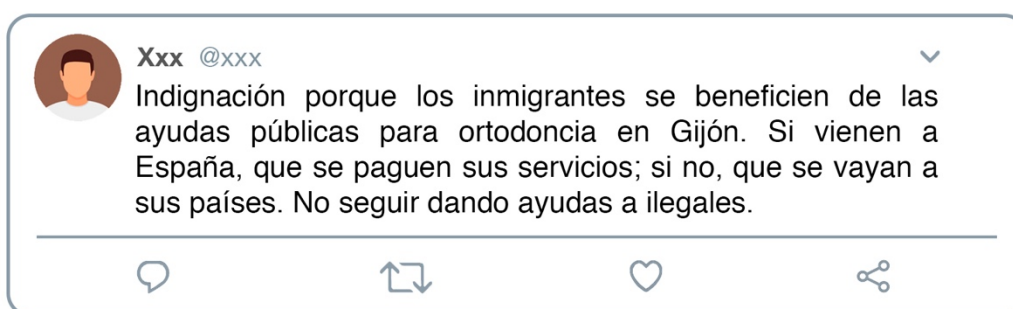 Xxx @xxx
Indignación porque los inmigrantes se beneficien de las
ayudas públicas para ortodoncia en Gijón. Si vienen a
España, que se paguen sus servicios; si no, que se vayan a
sus países. No seguir dando ayudas a ilegales.